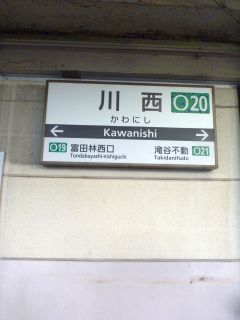 川西 O20
かわにし
← Kawanishi →
O19 富田林西口 滝谷不動 O21
Tondabayashi-nishiguchi Takidanifudo